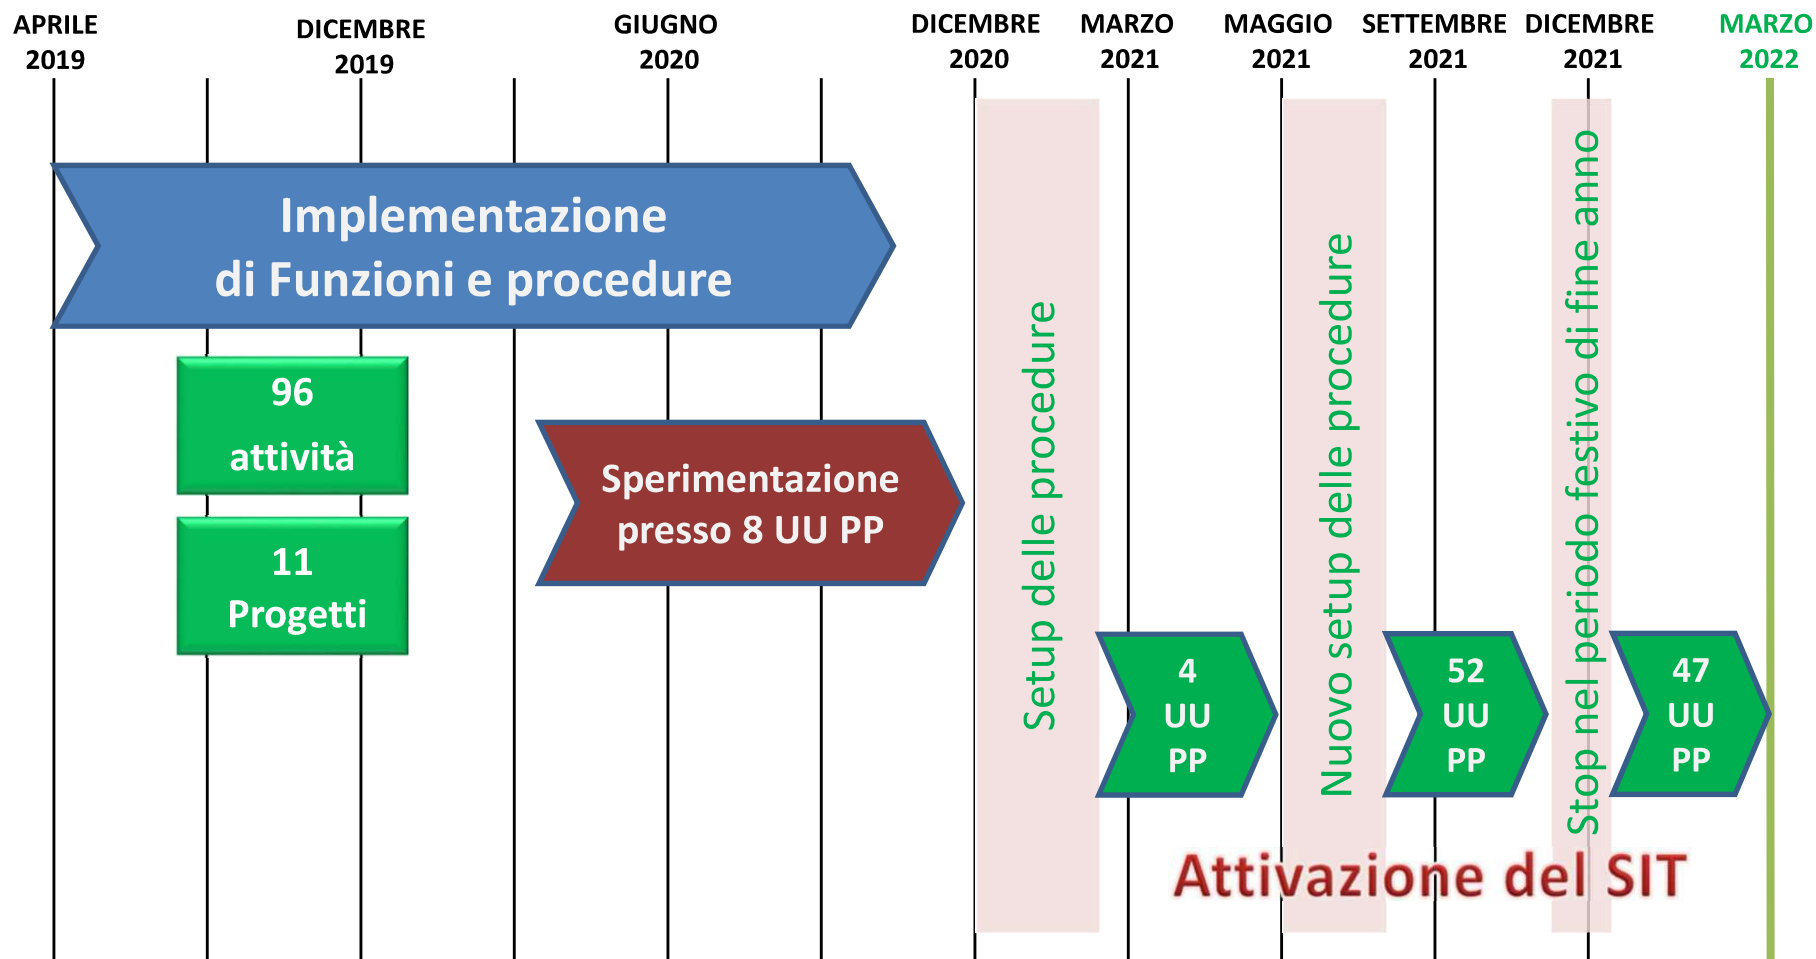 APRILE
2019
DICEMBRE
2019
GIUGNO
2020
DICEMBRE
2020
MARZO
2021
MAGGIO
2021
SETTEMBRE
2021
DICEMBRE
2021
MARZO
2022
Implementazione
di Funzioni e procedure
96
attività
11
Progetti
Sperimentazione
presso 8 UU PP
Setup delle procedure
4
UU
PP
Nuovo setup delle procedure
52
UU
PP
Stop nel periodo festivo di fine anno
47
UU
PP
Attivazione del SIT